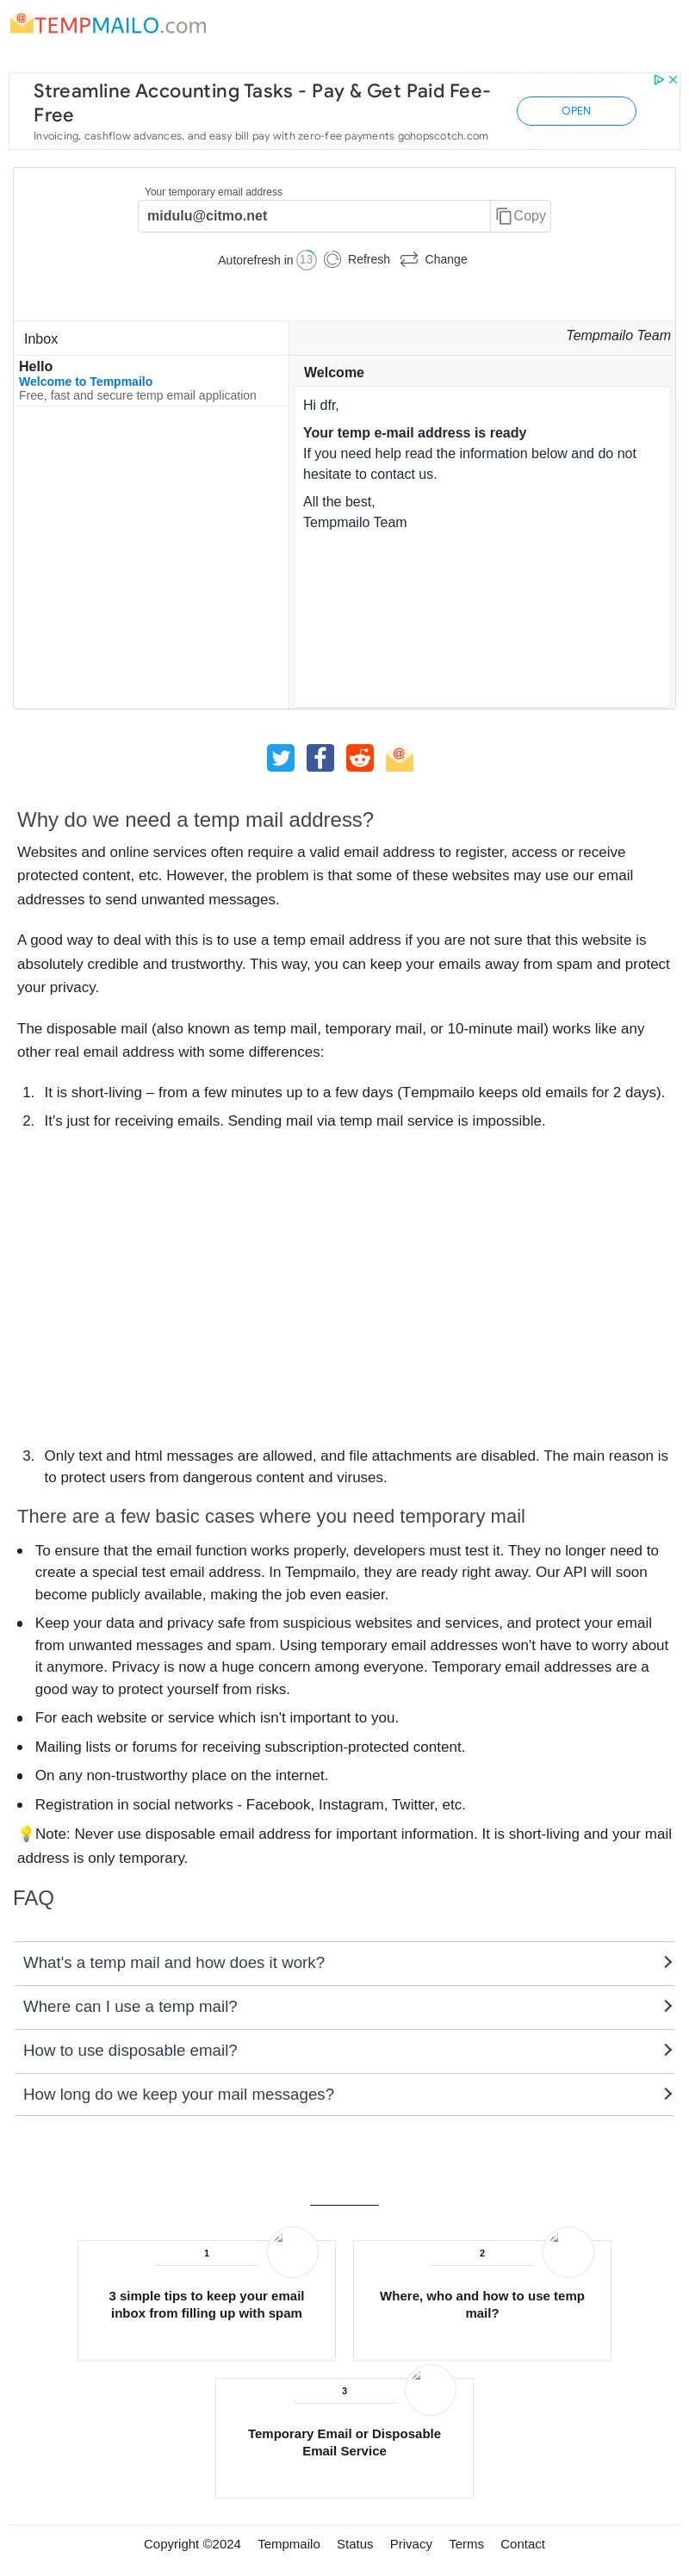 TEMPMAILO.com
Streamline Accounting Tasks - Pay & Get Paid Fee-
Free
Invoicing, cashflow advances, and easy bill pay with zero-fee payments gohopscotch.com
OPEN
Your temporary email address
midulu@citmo.net
Copy
Autorefresh in 13 Refresh Change
Inbox
Tempmailo Team
Hello
Welcome to Tempmailo
Free, fast and secure temp email application
Welcome
Hi dfr,
Your temp e-mail address is ready
If you need help read the information below and do not
hesitate to contact us.
All the best,
Tempmailo Team
Why do we need a temp mail address?
Websites and online services often require a valid email address to register, access or receive
protected content, etc. However, the problem is that some of these websites may use our email
addresses to send unwanted messages.
A good way to deal with this is to use a temp email address if you are not sure that this website is
absolutely credible and trustworthy. This way, you can keep your emails away from spam and protect
your privacy.
The disposable mail (also known as temp mail, temporary mail, or 10-minute mail) works like any
other real email address with some differences:
1. It is short-living – from a few minutes up to a few days (Tempmailo keeps old emails for 2 days).
2. It's just for receiving emails. Sending mail via temp mail service is impossible.
3. Only text and html messages are allowed, and file attachments are disabled. The main reason is
to protect users from dangerous content and viruses.
There are a few basic cases where you need temporary mail
• To ensure that the email function works properly, developers must test it. They no longer need to
create a special test email address. In Tempmailo, they are ready right away. Our API will soon
become publicly available, making the job even easier.
• Keep your data and privacy safe from suspicious websites and services, and protect your email
from unwanted messages and spam. Using temporary email addresses won't have to worry about
it anymore. Privacy is now a huge concern among everyone. Temporary email addresses are a
good way to protect yourself from risks.
• For each website or service which isn't important to you.
• Mailing lists or forums for receiving subscription-protected content.
• On any non-trustworthy place on the internet.
• Registration in social networks - Facebook, Instagram, Twitter, etc.
💡Note: Never use disposable email address for important information. It is short-living and your mail
address is only temporary.
FAQ
What's a temp mail and how does it work?
Where can I use a temp mail?
How to use disposable email?
How long do we keep your mail messages?
1
3 simple tips to keep your email
inbox from filling up with spam
2
Where, who and how to use temp
mail?
3
Temporary Email or Disposable
Email Service
Copyright ©2024 Tempmailo Status Privacy Terms Contact